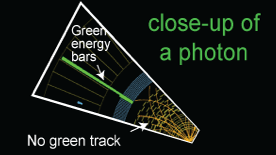 close-up of
a photon
Green
energy
bars
No green track